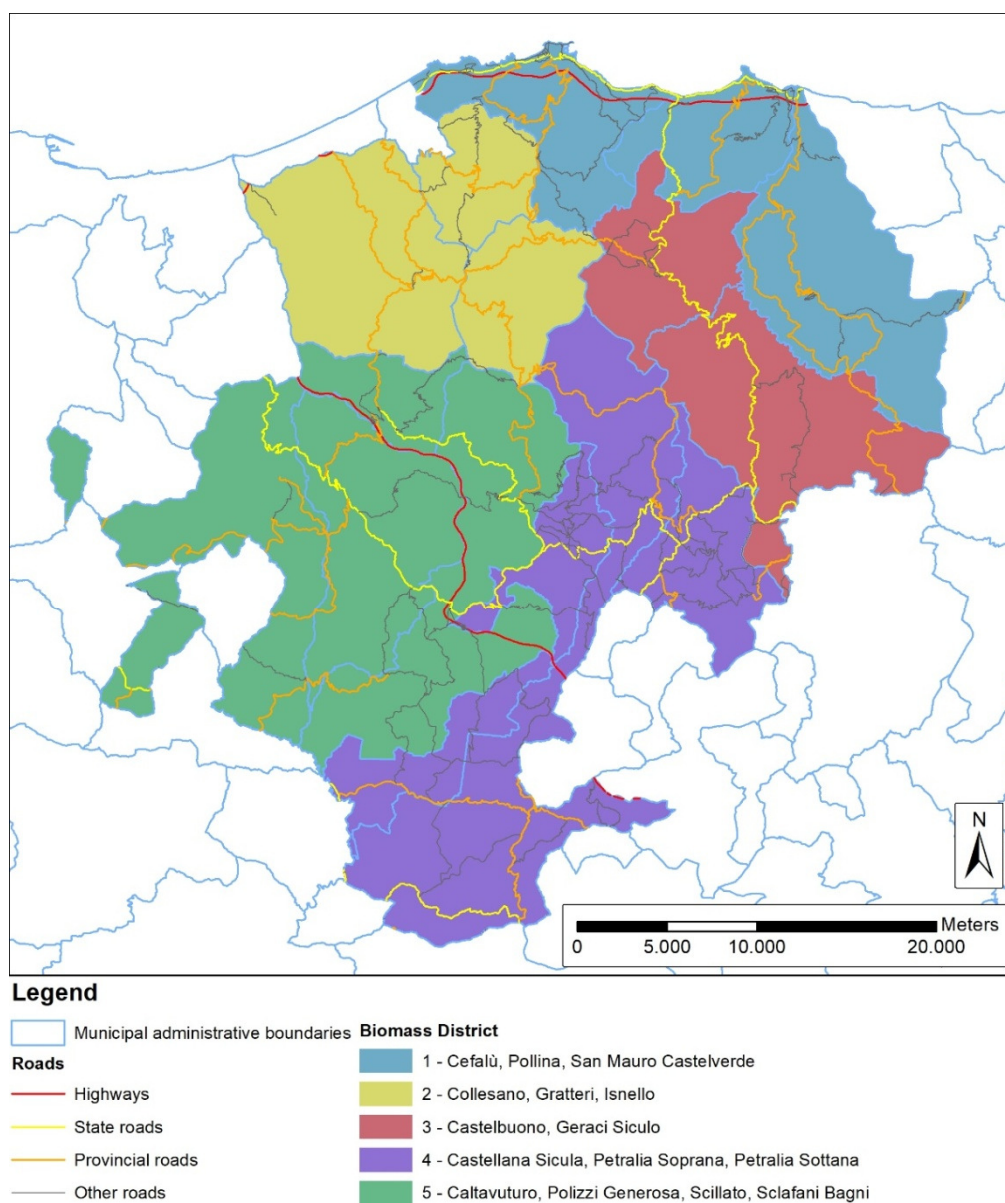 N
Meters
0 5.000 10.000 20.000
Legend
Municipal administrative boundaries
Roads
Highways
State roads
Provincial roads
Other roads
Biomass District
1 - Cefalù, Pollina, San Mauro Castelverde
2 - Collesano, Gratteri, Isnello
3 - Castelbuono, Geraci Siculo
4 - Castellana Sicula, Petralia Soprana, Petralia Sottana
5 - Caltavuturo, Polizzi Generosa, Scillato, Sclafani Bagni